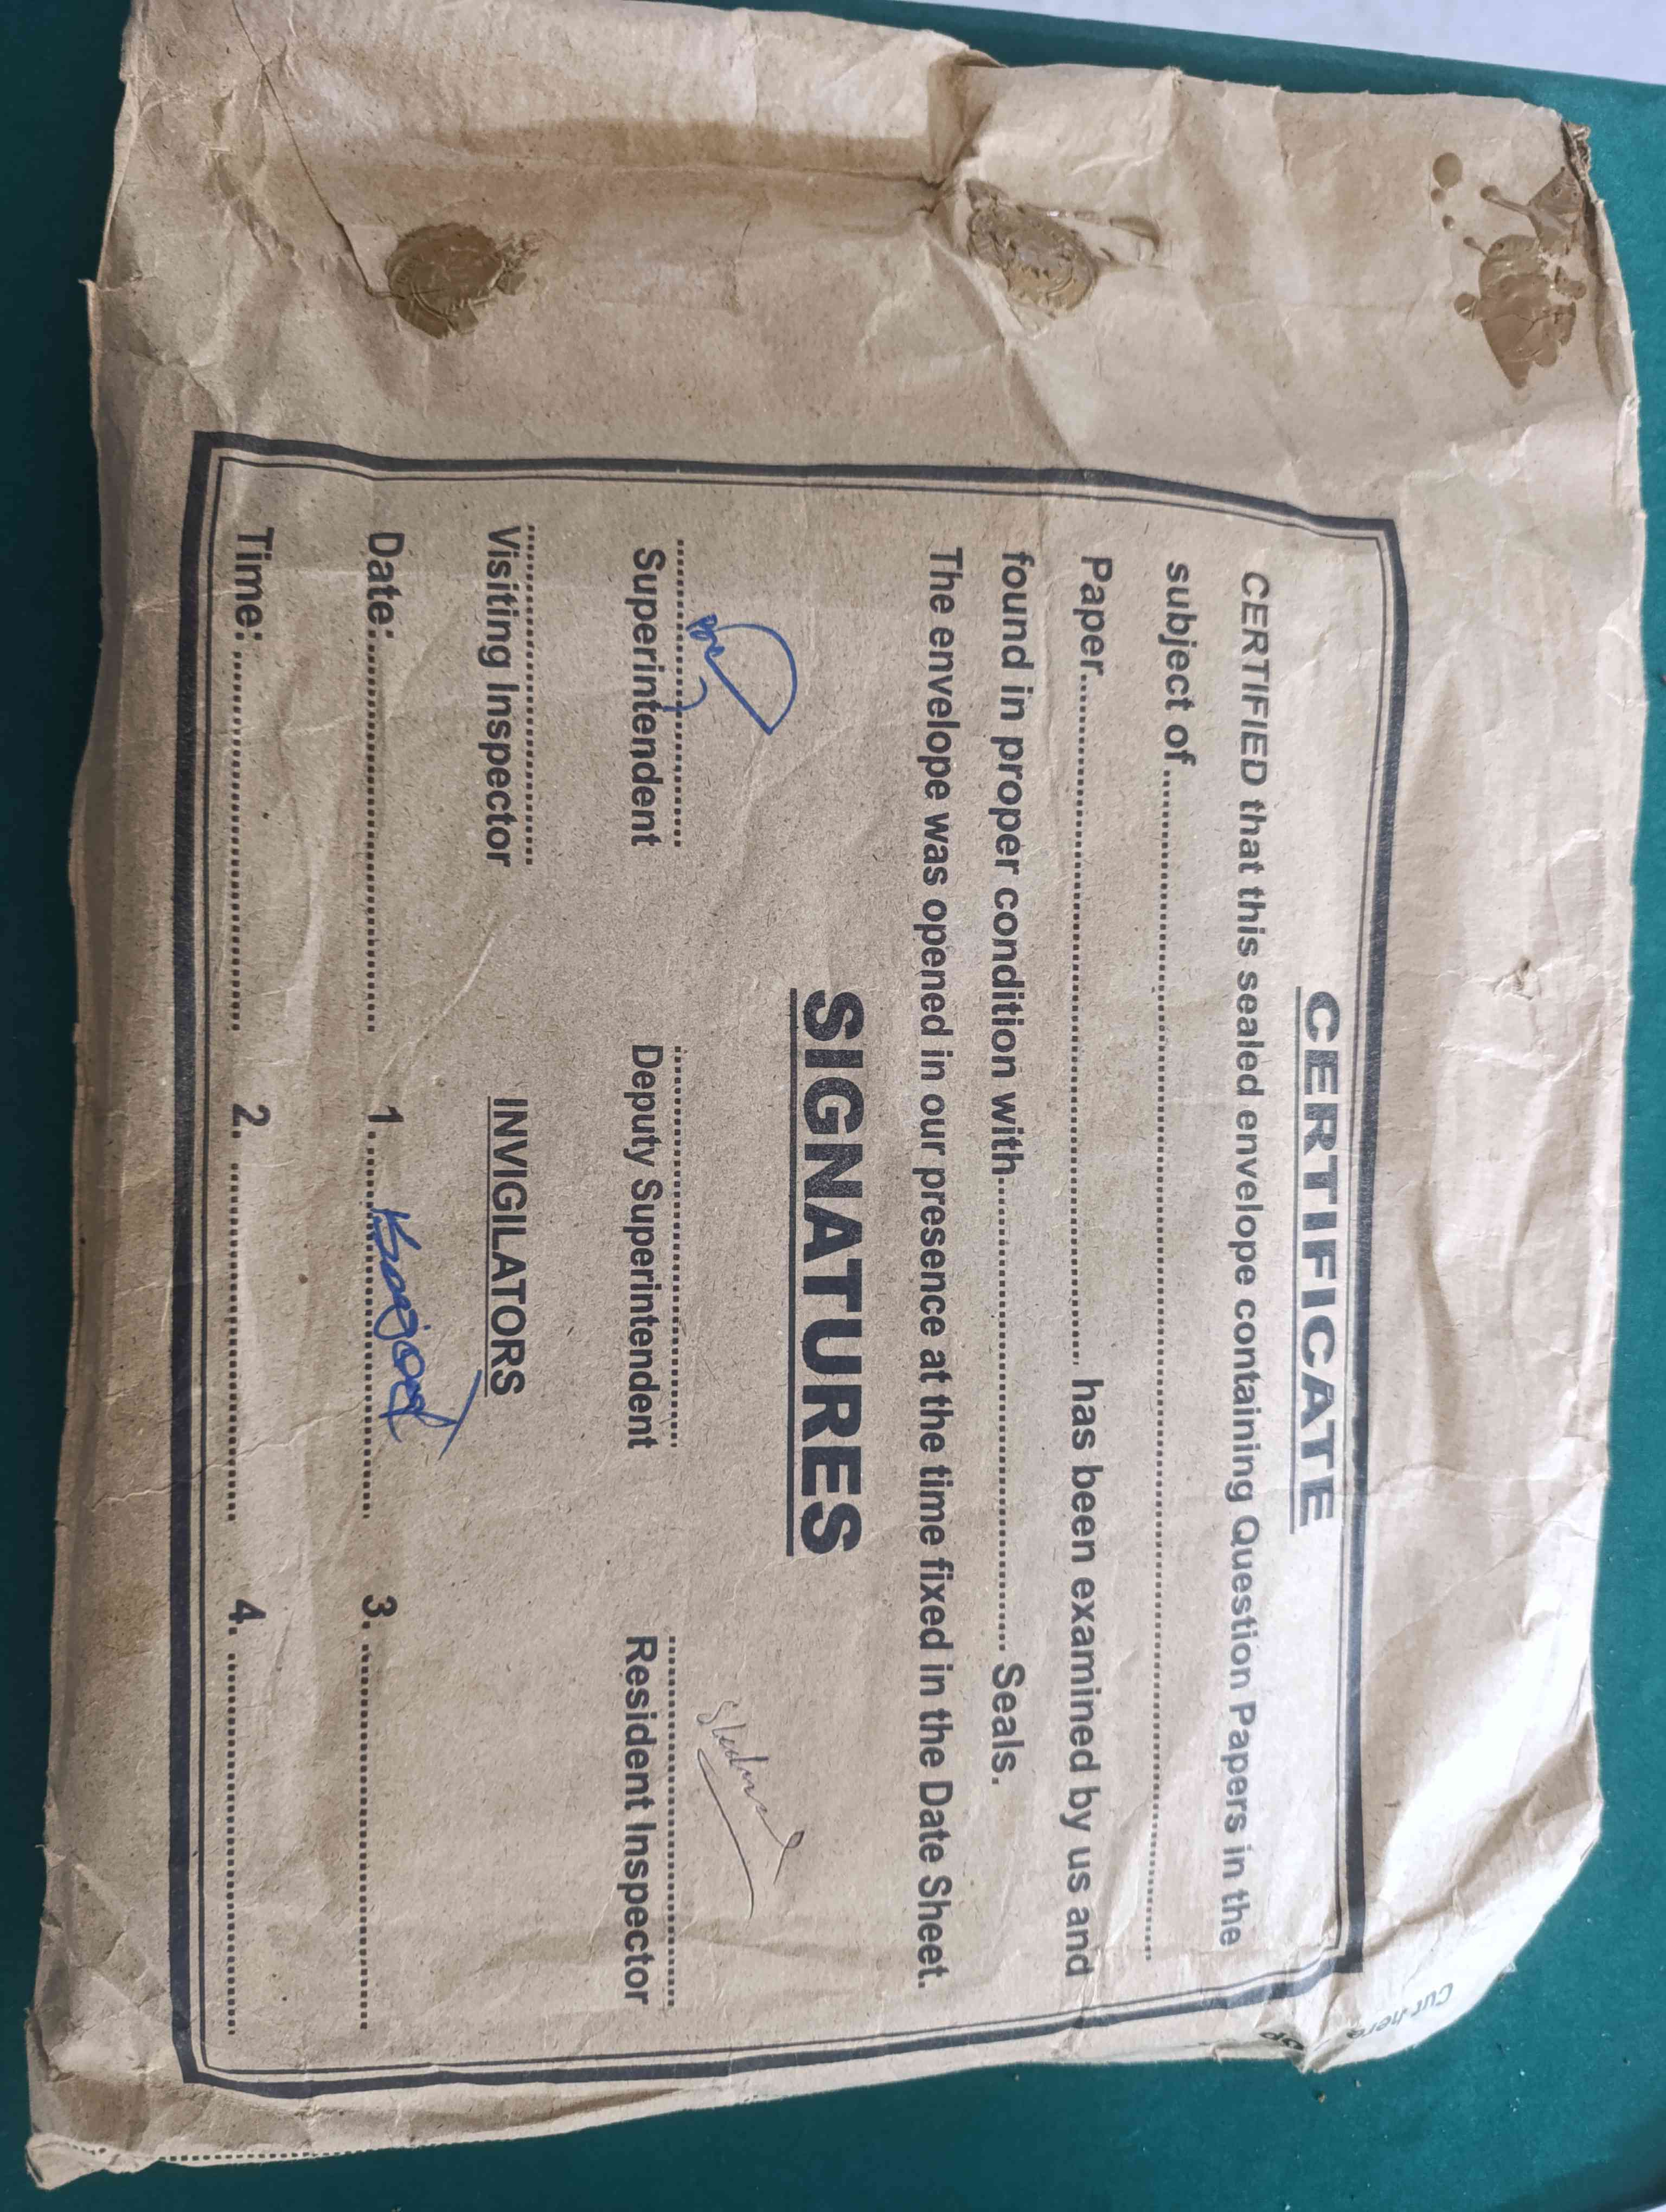 CERTIFICATE
CERTIFIED that this sealed envelope containing Question Papers in the
subject of........................................................................................................
Paper............................................................ has been examined by us and
found in proper condition with............................................ Seals.
The envelope was opened in our presence at the time fixed in the Date Sheet.
SIGNATURES
Superintendent Deputy Superintendent Resident Inspector
Visiting Inspector INVIGILATORS
Date:................................... 1................................... 3. ...................................
Time: ................................... 2. ................................... 4. ...................................
Cut here